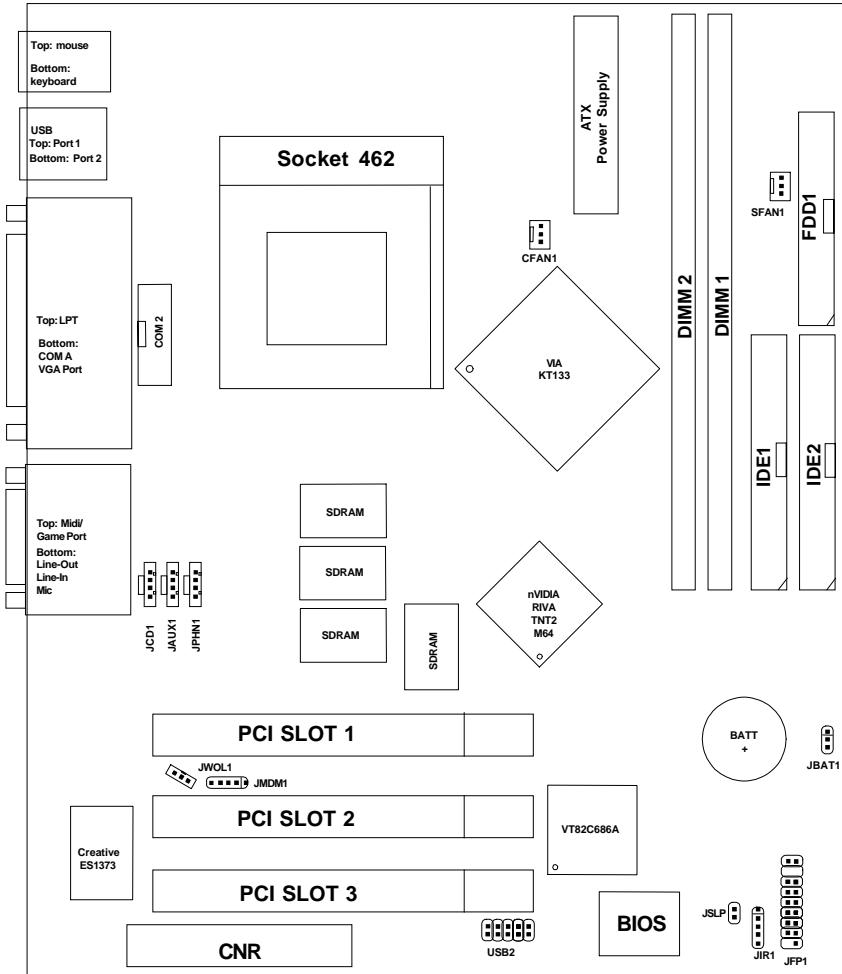 Top: mouse
Bottom:
keyboard
USB
Top: Port 1
Bottom: Port 2
Socket 462
ATX
Power Supply
CFAN1
SFAN1
FDD1
DIMM 2
DIMM 1
Top: LPT
Bottom:
COM A
VGA Port
COM 2
VIA
KT133
IDE1
IDE2
Top: Midi/
Game Port
Bottom:
Line-Out
Line-In
Mic
JCD1
JAUX1
JPHN1
SDRAM
SDRAM
SDRAM
SDRAM
nVIDIA
RIVA
TNT2
M64
PCI SLOT 1
BATT
+
JBAT1
JWOL1
JMDM1
PCI SLOT 2
VT82C686A
Creative
ES1373
PCI SLOT 3
CNR
USB2
BIOS
JSLP
JIR1
JFP1